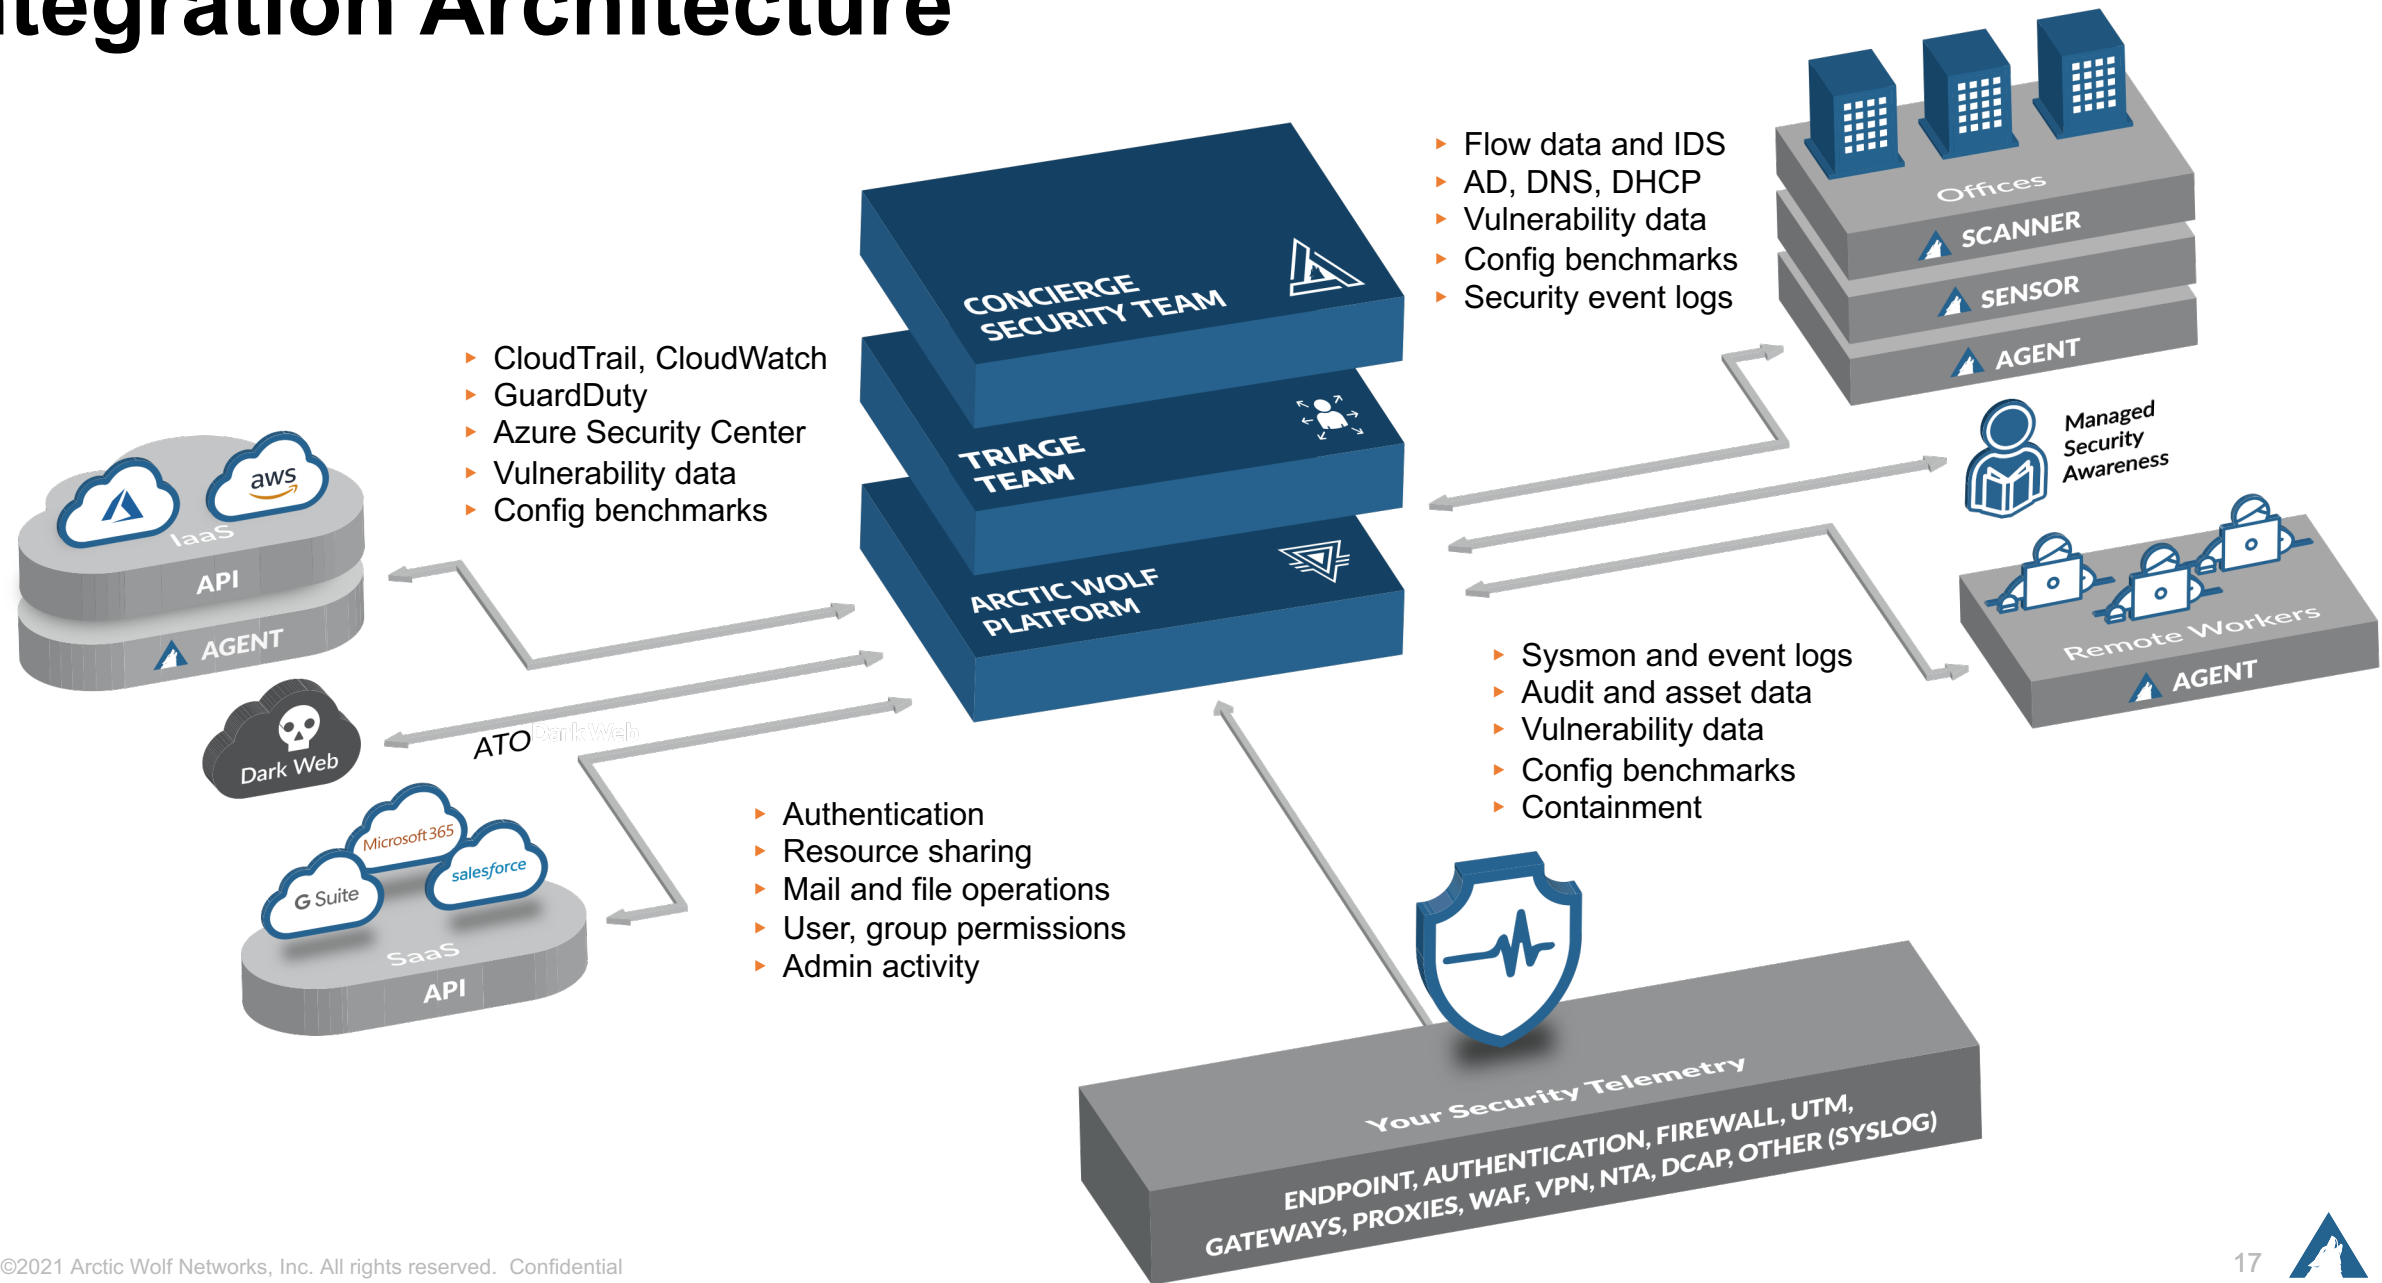 ntegration Architecture
Flow data and IDS
AD, DNS, DHCP
Vulnerability data
Config benchmarks
Security event logs
Offices
SCANNER
SENSOR
AGENT
CONCIERGE
SECURITY TEAM
TRIAGE
TEAM
ARCTIC WOLF
PLATFORM
CloudTrail, CloudWatch
GuardDuty
Azure Security Center
Vulnerability data
Config benchmarks
aws
IaaS
API
AGENT
Managed
Security
Awareness
Remote Workers
AGENT
Dark Web
ATO
Dark Web
Sysmon and event logs
Audit and asset data
Vulnerability data
Config benchmarks
Containment
Microsoft 365
G Suite
salesforce
SaaS
API
Authentication
Resource sharing
Mail and file operations
User, group permissions
Admin activity
Your Security Telemetry
ENDPOINT, AUTHENTICATION, FIREWALL, UTM,
GATEWAYS, PROXIES, WAF, VPN, NTA, DCAP, OTHER (SYSLOG)
©2021 Arctic Wolf Networks, Inc. All rights reserved. Confidential
17